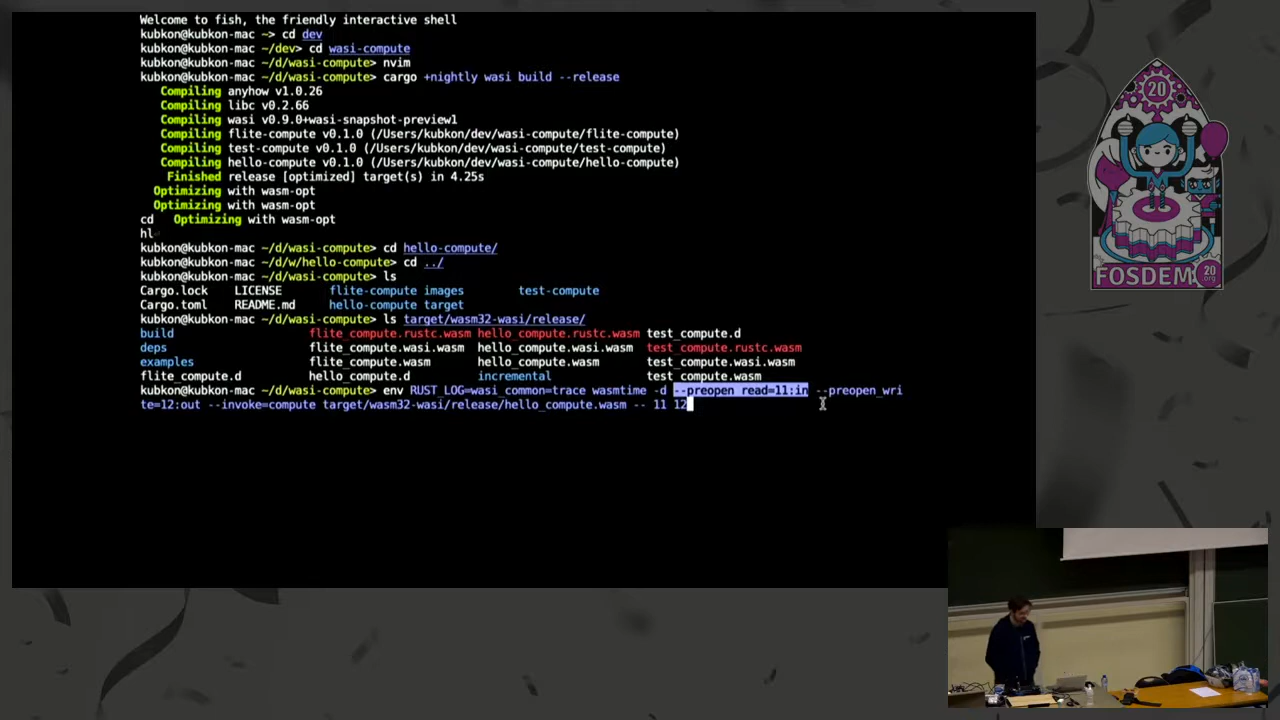 Welcome to fish, the friendly interactive shell
kubkon@kubkon-mac ~> cd dev
kubkon@kubkon-mac ~/dev> cd wasi-compute
kubkon@kubkon-mac ~/d/wasi-compute> nvim
kubkon@kubkon-mac ~/d/wasi-compute> cargo +nightly wasi build --release
Compiling anyhow v1.0.26
Compiling libc v0.2.66
Compiling wasi v0.9.0+wasi-snapshot-preview1
Compiling flite-compute v0.1.0 (/Users/kubkon/dev/wasi-compute/flite-compute)
Compiling test-compute v0.1.0 (/Users/kubkon/dev/wasi-compute/test-compute)
Compiling hello-compute v0.1.0 (/Users/kubkon/dev/wasi-compute/hello-compute)
Finished release [optimized] target(s) in 4.25s
Optimizing with wasm-opt
Optimizing with wasm-opt
cd Optimizing with wasm-opt
hl
kubkon@kubkon-mac ~/d/wasi-compute> cd hello-compute/
kubkon@kubkon-mac ~/d/w/hello-compute> cd ../
kubkon@kubkon-mac ~/d/wasi-compute> ls
Cargo.lock LICENSE flite-compute images test-compute
Cargo.toml README.md hello-compute target
kubkon@kubkon-mac ~/d/wasi-compute> ls target/wasm32-wasi/release/
build flite_compute.rustc.wasm hello_compute.rustc.wasm test_compute.d
deps flite_compute.wasi.wasm hello_compute.wasi.wasm test_compute.rustc.wasm
examples flite_compute.wasm hello_compute.wasm test_compute.wasi.wasm
flite_compute.d hello_compute.d incremental test_compute.wasm
kubkon@kubkon-mac ~/d/wasi-compute> env RUST_LOG=wasi_common=trace wasmtime -d --preopen_read=11:in --preopen_wri
te=12:out --invoke=compute target/wasm32-wasi/release/hello_compute.wasm -- 11 12
20
FOSDEM 20 .org